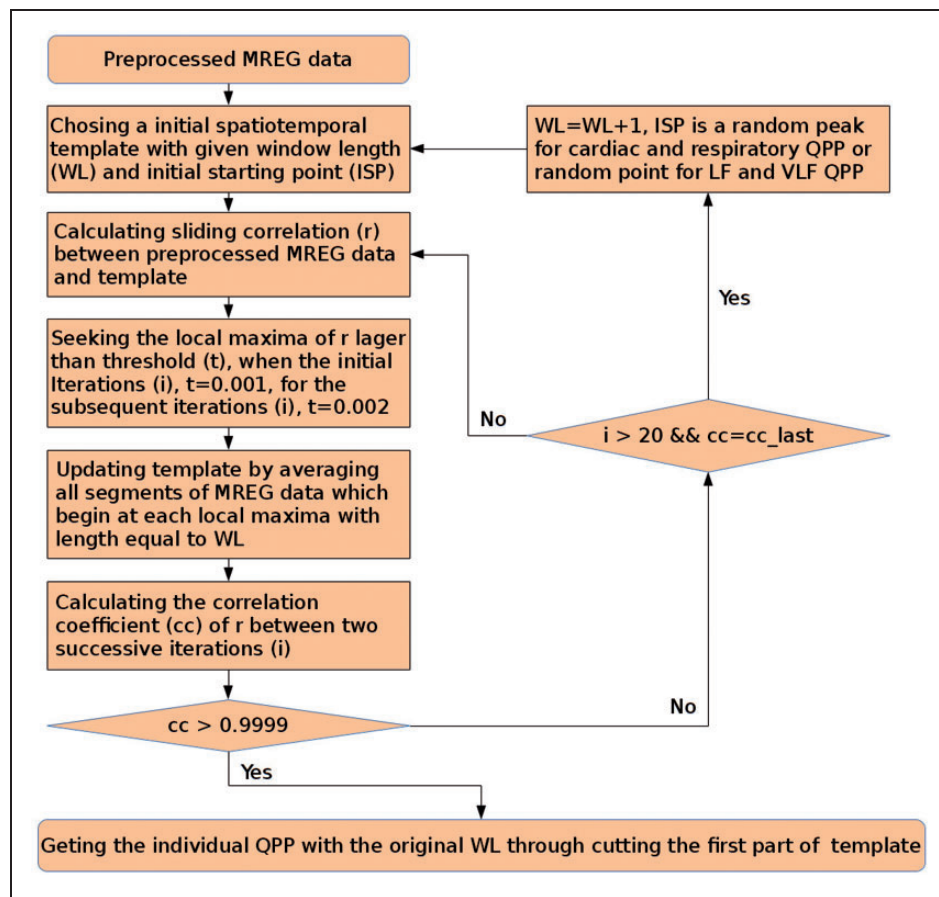 Preprocessed MREG data
Chosing a initial spatiotemporal
template with given window length
(WL) and initial starting point (ISP)
WL=WL+1, ISP is a random peak
for cardiac and respiratory QPP or
random point for LF and VLF QPP
Calculating sliding correlation (r)
between preprocessed MREG data
and template
Yes
Seeking the local maxima of r lager
than threshold (t), when the initial
Iterations (i), t=0.001, for the
subsequent iterations (i), t=0.002
No
i > 20 && cc=cc_last
Updating template by averaging
all segments of MREG data which
begin at each local maxima with
length equal to WL
Calculating the correlation
coefficient (cc) of r between two
successive iterations (i)
No
cc > 0.9999
Yes
Geting the individual QPP with the original WL through cutting the first part of template